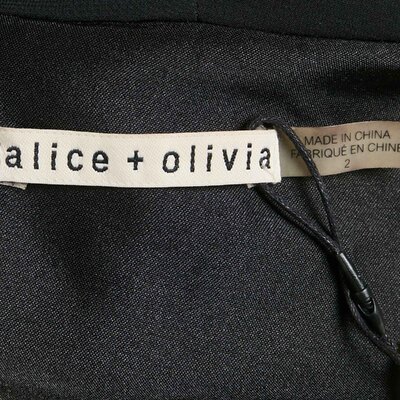 alice + olivia
MADE IN CHINA
FABRIQUÉ EN CHINE
2